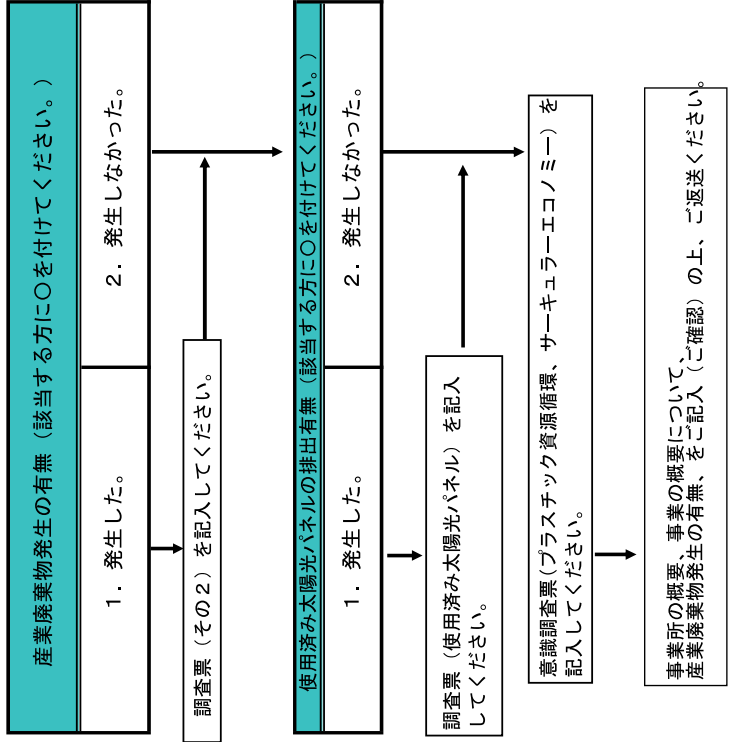 産業廃棄物発生の有無（該当する方に〇を付けてください。）
１．発生した。
２．発生しなかった。
調査票（その２）を記入してください。
使用済み太陽光パネルの排出有無（該当する方に〇を付けてください。）
１．発生した。
２．発生しなかった。
調査票（使用済み太陽光パネル）を記入
してください。
意識調査票(プラスチック資源循環、サーキュラーエコノミー）を
記入してください。
事業所の概要、事業の概要について、
産業廃棄物発生の有無、をご記入（ご確認）の上、ご返送ください。